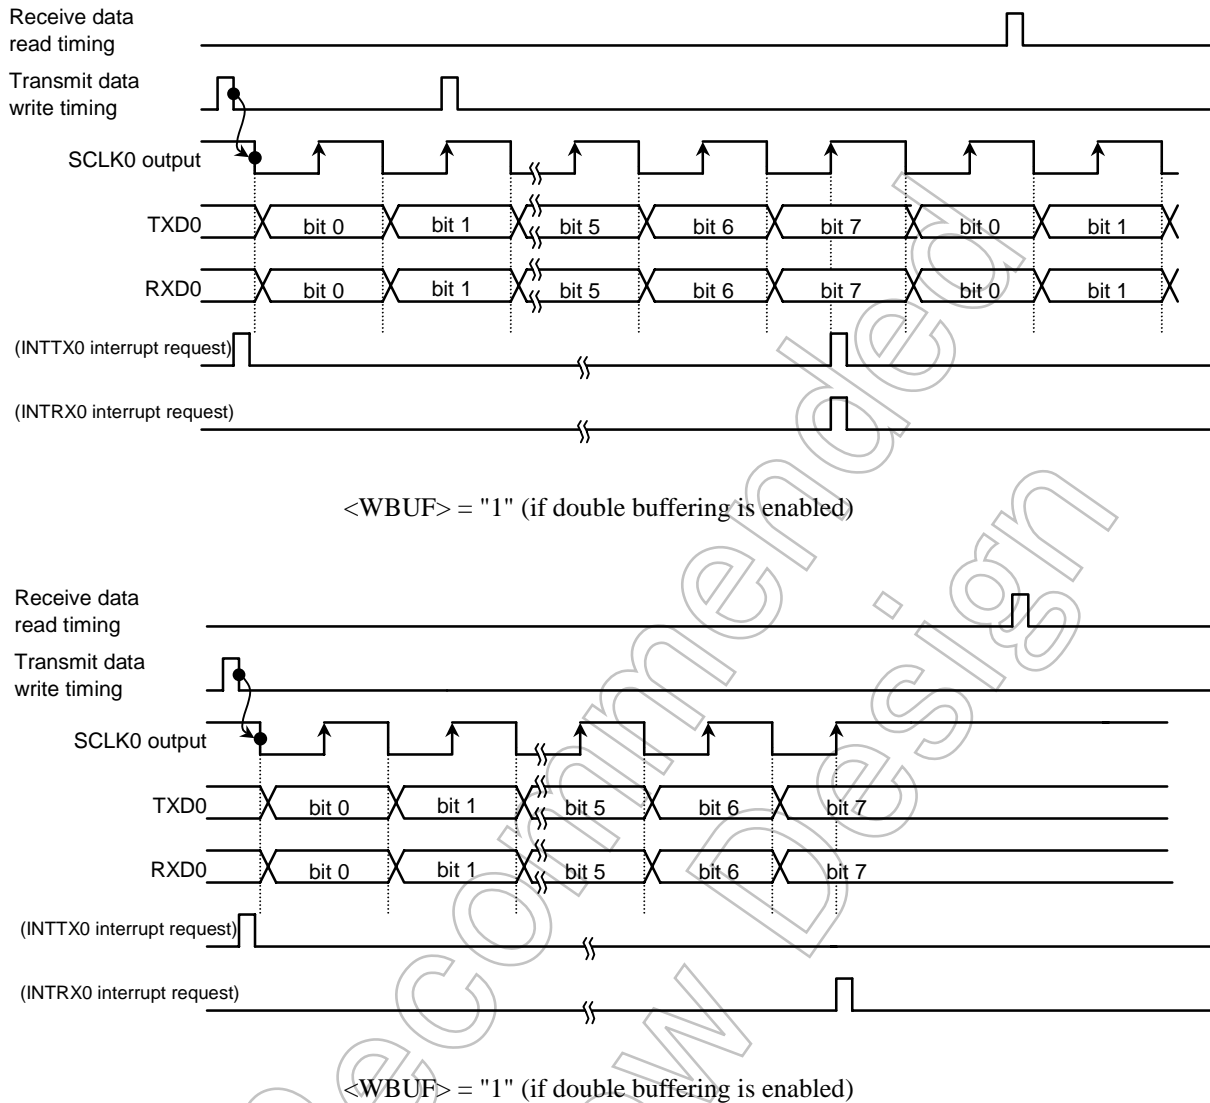 Receive data
read timing
Transmit data
write timing
SCLK0 output
TXD0 bit 0 bit 1 bit 5 bit 6 bit 7 bit 0 bit 1
RXD0 bit 0 bit 1 bit 5 bit 6 bit 7 bit 0 bit 1
(INTTX0 interrupt request)
(INTRX0 interrupt request)
<WBUF> = "1" (if double buffering is enabled)
Receive data
read timing
Transmit data
write timing
SCLK0 output
TXD0 bit 0 bit 1 bit 5 bit 6 bit 7
RXD0 bit 0 bit 1 bit 5 bit 6 bit 7
(INTTX0 interrupt request)
(INTRX0 interrupt request)
<WBUF> = "1" (if double buffering is enabled)
ecommended
w Design